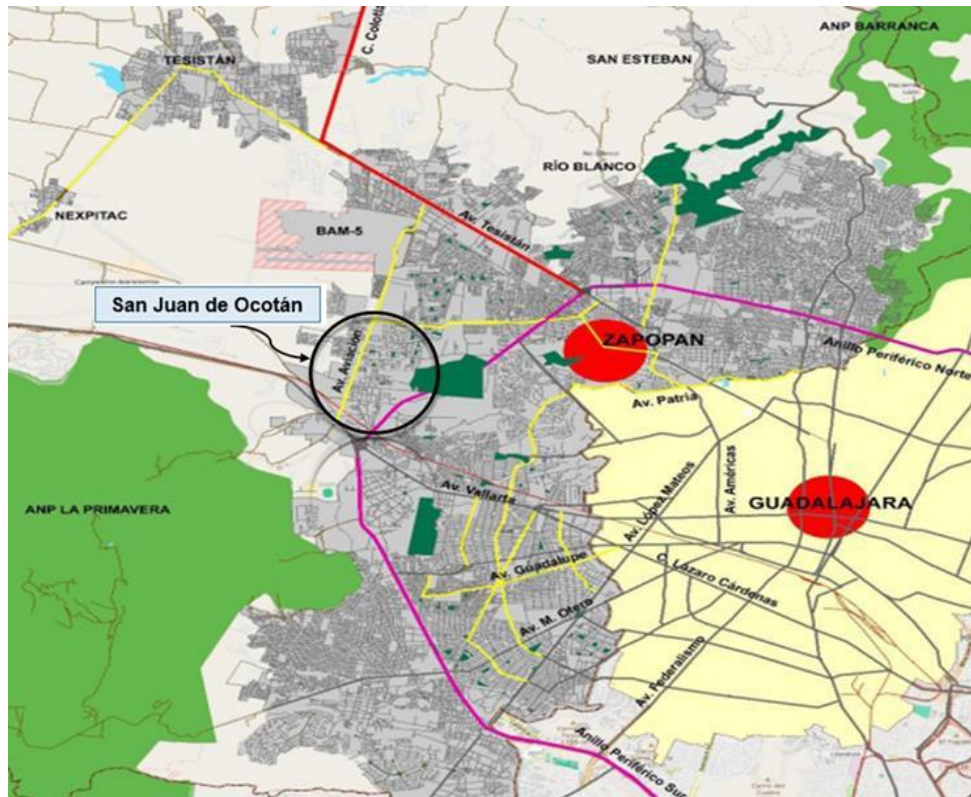 C. Colotlá
ANP BARRANCA
TESISTÁN
SAN ESTEBAN
RÍO BLANCO
NEXPITAC
BAM-5
Av. Tesistán
San Juan de Ocotán
Av. Aviación
ZAPOPAN
Anillo Periférico Norte
Av. Patria
ANP LA PRIMAVERA
Av. Vallarta
Av. López Mateos
Av. Américas
GUADALAJARA
Av. Guadalupe
C. Lázaro Cárdenas
Av. M. Otero
Av. Federalismo
Anillo Periférico Sur